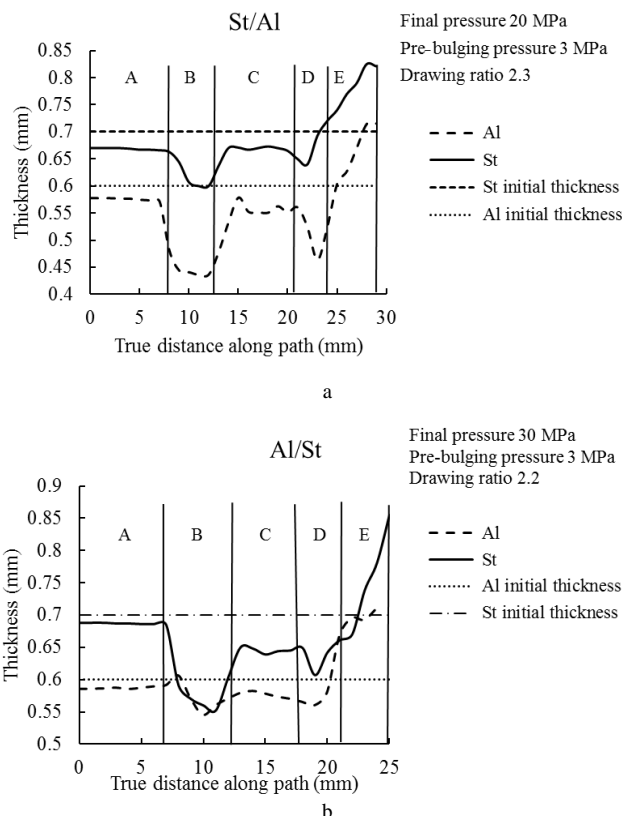 St/Al
Final pressure 20 MPa
Pre-bulging pressure 3 MPa
Drawing ratio 2.3
0.85
0.8
0.75
0.7
0.65
0.6
0.55
0.5
0.45
0.4
Thickness (mm)
A B C D E
Al
St
St initial thickness
Al initial thickness
0 5 10 15 20 25 30
True distance along path (mm)
a
Al/St
Final pressure 30 MPa
Pre-bulging pressure 3 MPa
Drawing ratio 2.2
0.9
0.85
0.8
0.75
0.7
0.65
0.6
0.55
0.5
Thickness (mm)
A B C D E
Al
St
Al initial thickness
St initial thickness
0 5 10 15 20 25
True distance along path (mm)
b